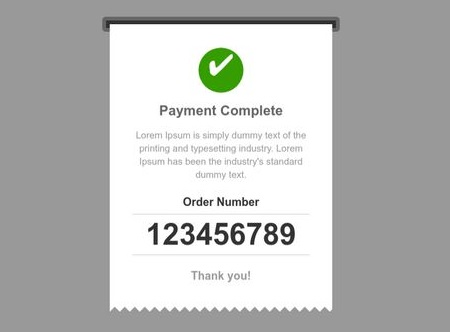 Payment Complete
Lorem Ipsum is simply dummy text of the
printing and typesetting industry. Lorem
Ipsum has been the industry's standard
dummy text.
Order Number
123456789
Thank you!